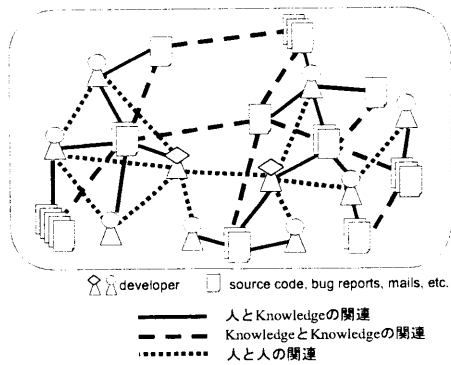 developer source code, bug reports, mails, etc.
人とKnowledgeの関連
KnowledgeとKnowledgeの関連
人と人の関連